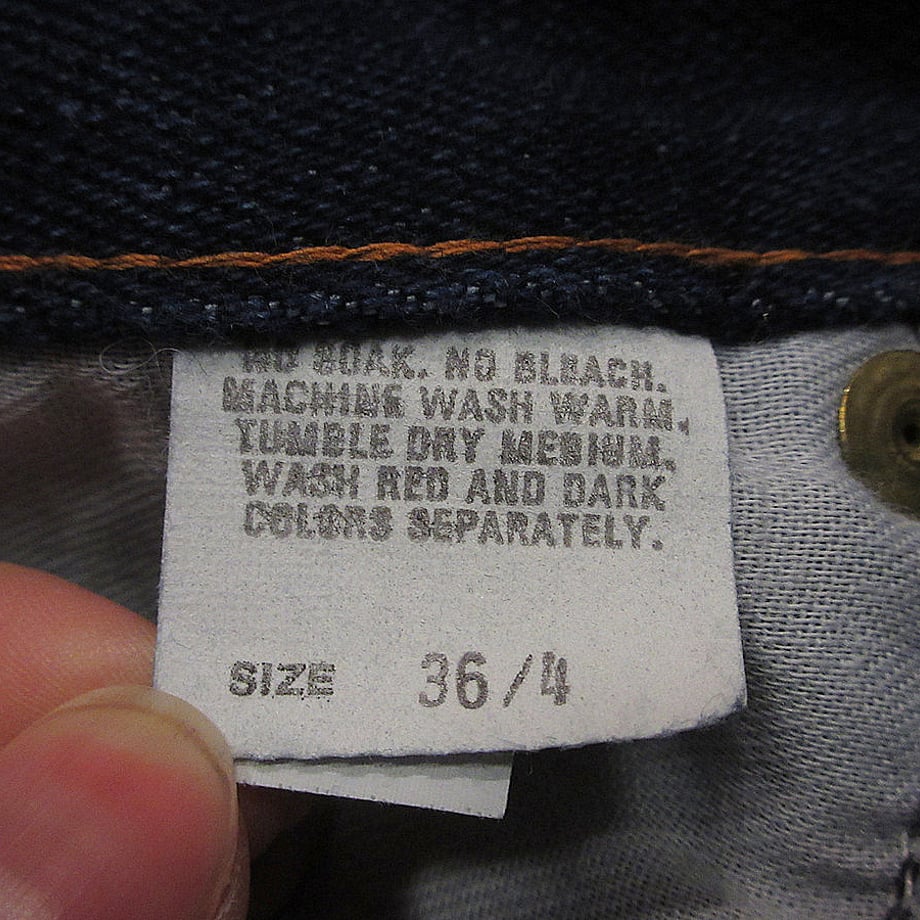 NO SOAK. NO BLEACH.
MACHINE WASH WARM.
TUMBLE DRY MEDIUM.
WASH RED AND DARK
COLORS SEPARATELY.
SIZE 36/4